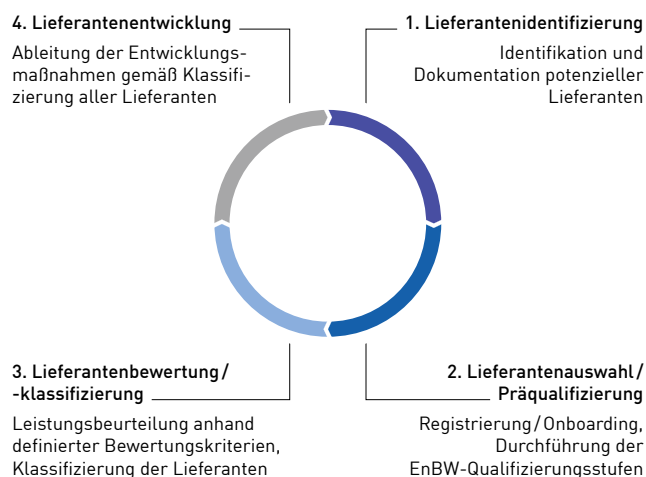 4. Lieferantenentwicklung
Ableitung der Entwicklungs-
maßnahmen gemäß Klassifi-
zierung aller Lieferanten
1. Lieferantenidentifizierung
Identifikation und
Dokumentation potenzieller
Lieferanten
3. Lieferantenbewertung/
-klassifizierung
Leistungsbeurteilung anhand
definierter Bewertungskriterien,
Klassifizierung der Lieferanten
2. Lieferantenauswahl/
Präqualifizierung
Registrierung/Onboarding,
Durchführung der
EnBW-Qualifizierungsstufen